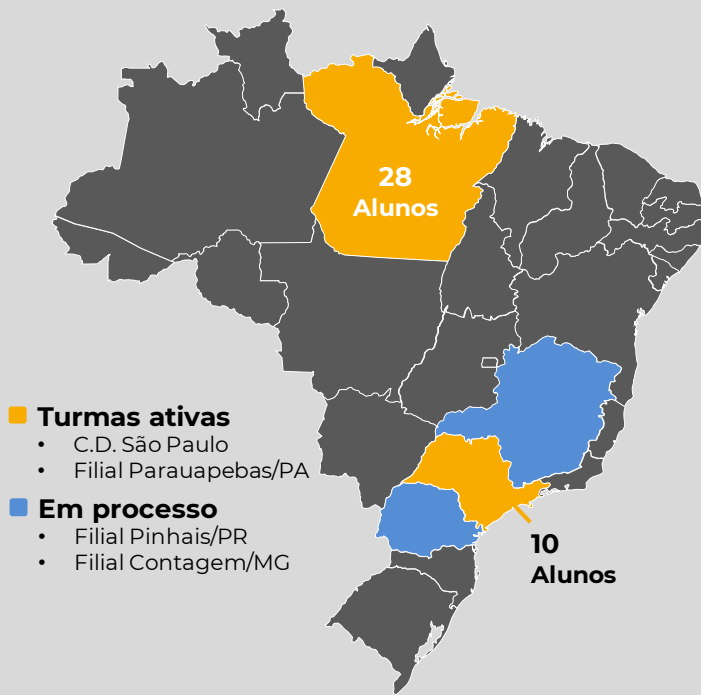 28
Alunos
Turmas ativas
• C.D. São Paulo
• Filial Parauapebas/PA
Em processo
• Filial Pinhais/PR
• Filial Contagem/MG
10
Alunos